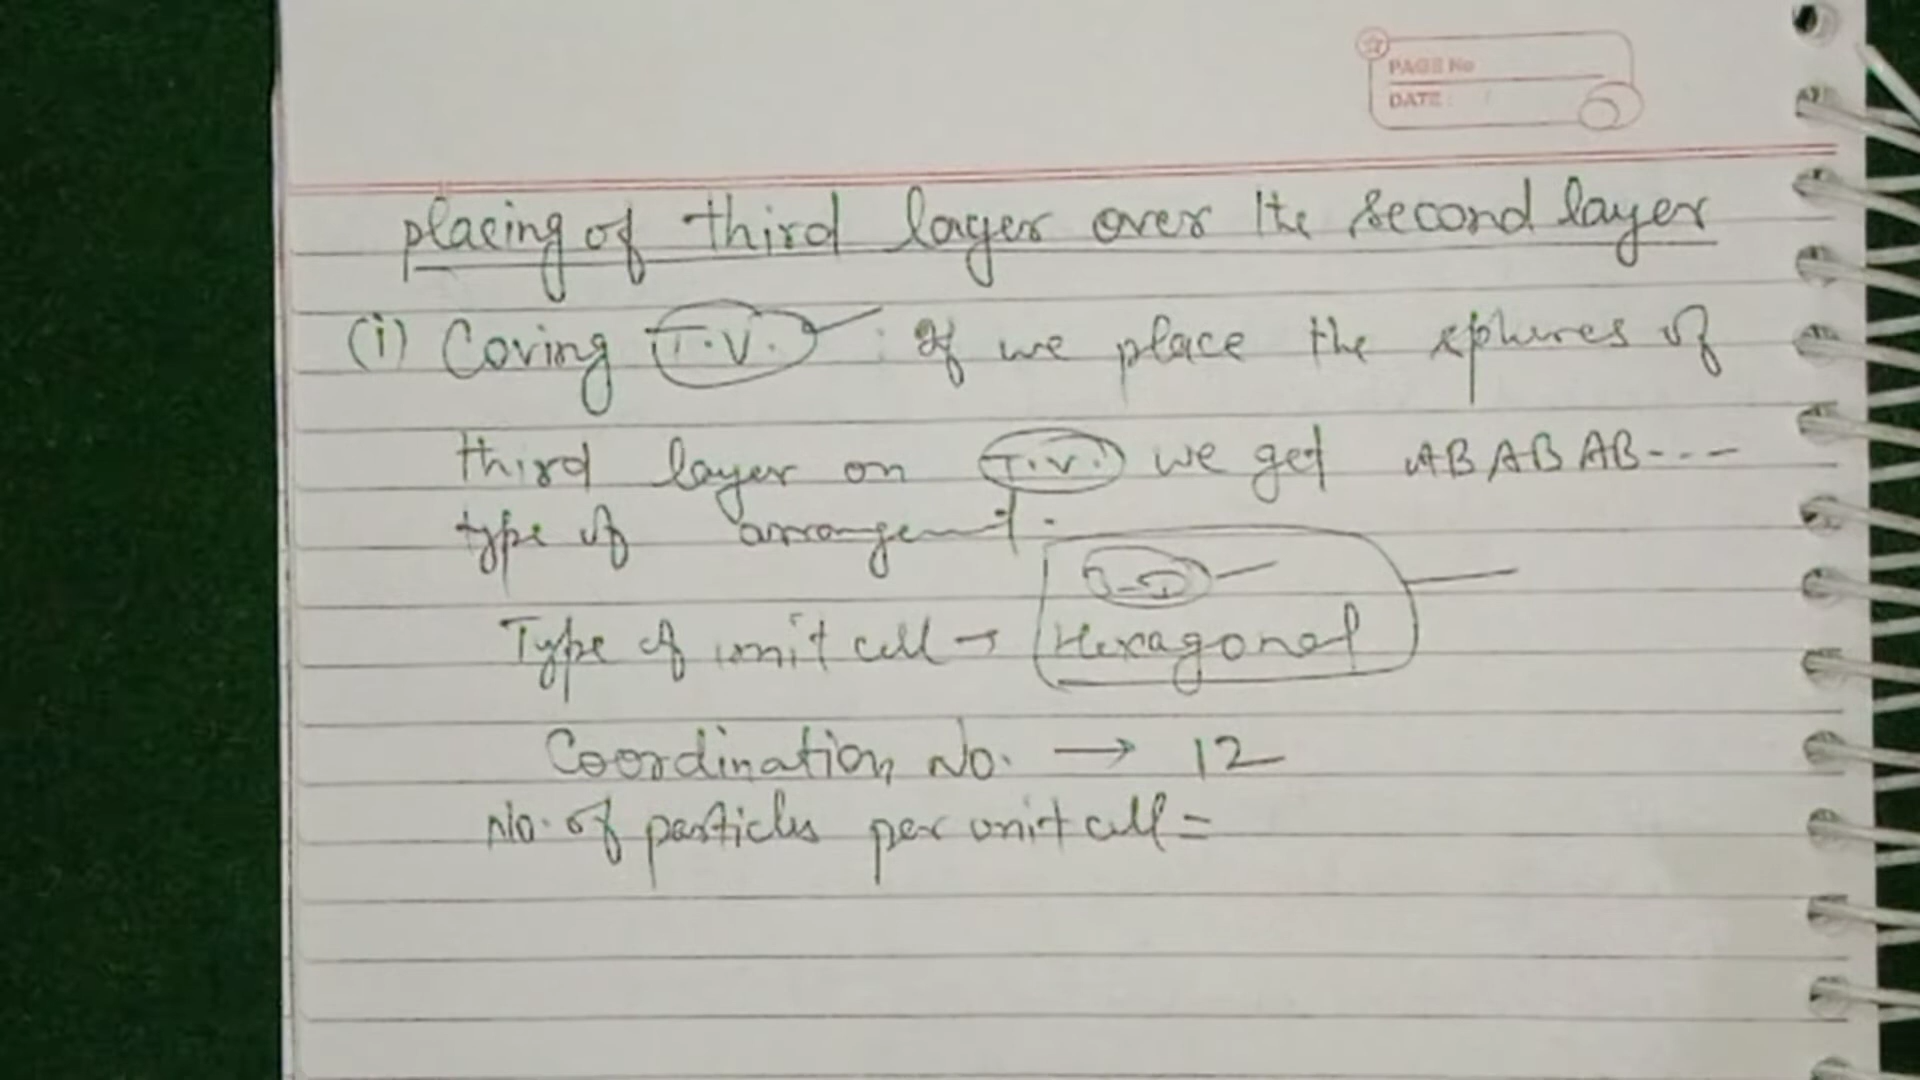 PAGE No
DATE :
placing of third layer over the second layer
(i) Coving T.V. : If we place the spheres of
third layer on T.V. we get ABABAB---
type of arrangement.
3-D
Type of unit cell → Hexagonal
Coordination No. → 12
No. of particles per unit cell =